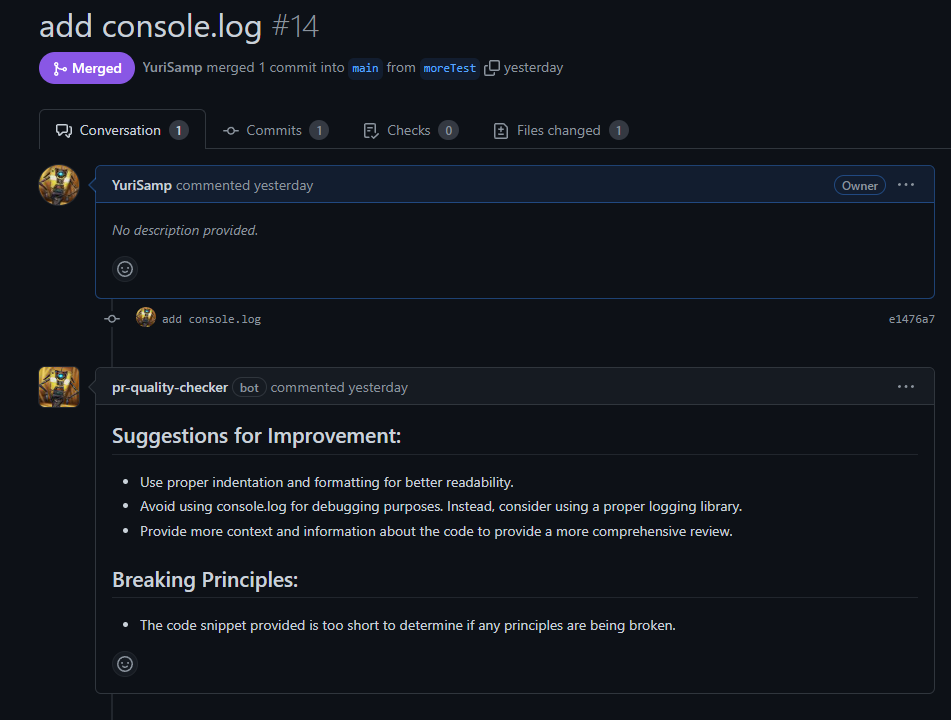 add console.log #14
Merged YuriSamp merged 1 commit into main from moreTest yesterday
Conversation 1 Commits 1 Checks 0 Files changed 1
YuriSamp commented yesterday Owner ...
No description provided.
add console.log e1476a7
pr-quality-checker bot commented yesterday ...
Suggestions for Improvement:
• Use proper indentation and formatting for better readability.
• Avoid using console.log for debugging purposes. Instead, consider using a proper logging library.
• Provide more context and information about the code to provide a more comprehensive review.
Breaking Principles:
• The code snippet provided is too short to determine if any principles are being broken.